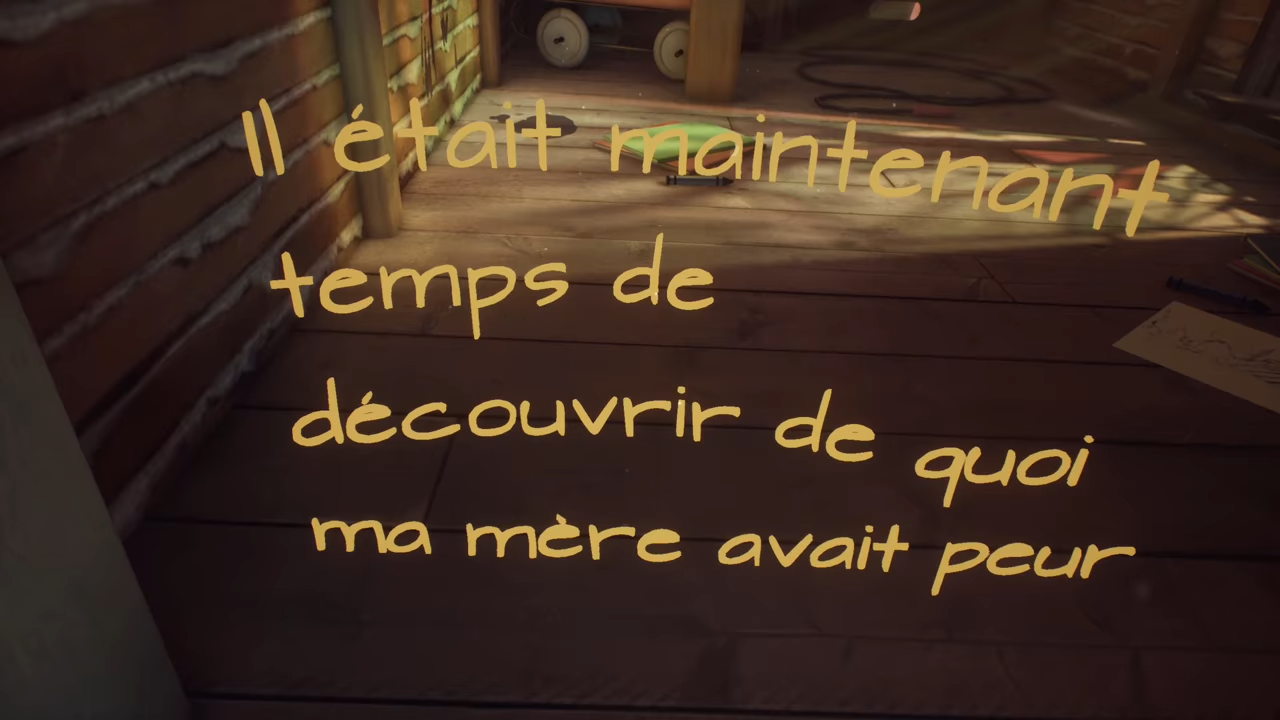 Il était maintenant
temps de
découvrir de quoi
ma mère avait peur